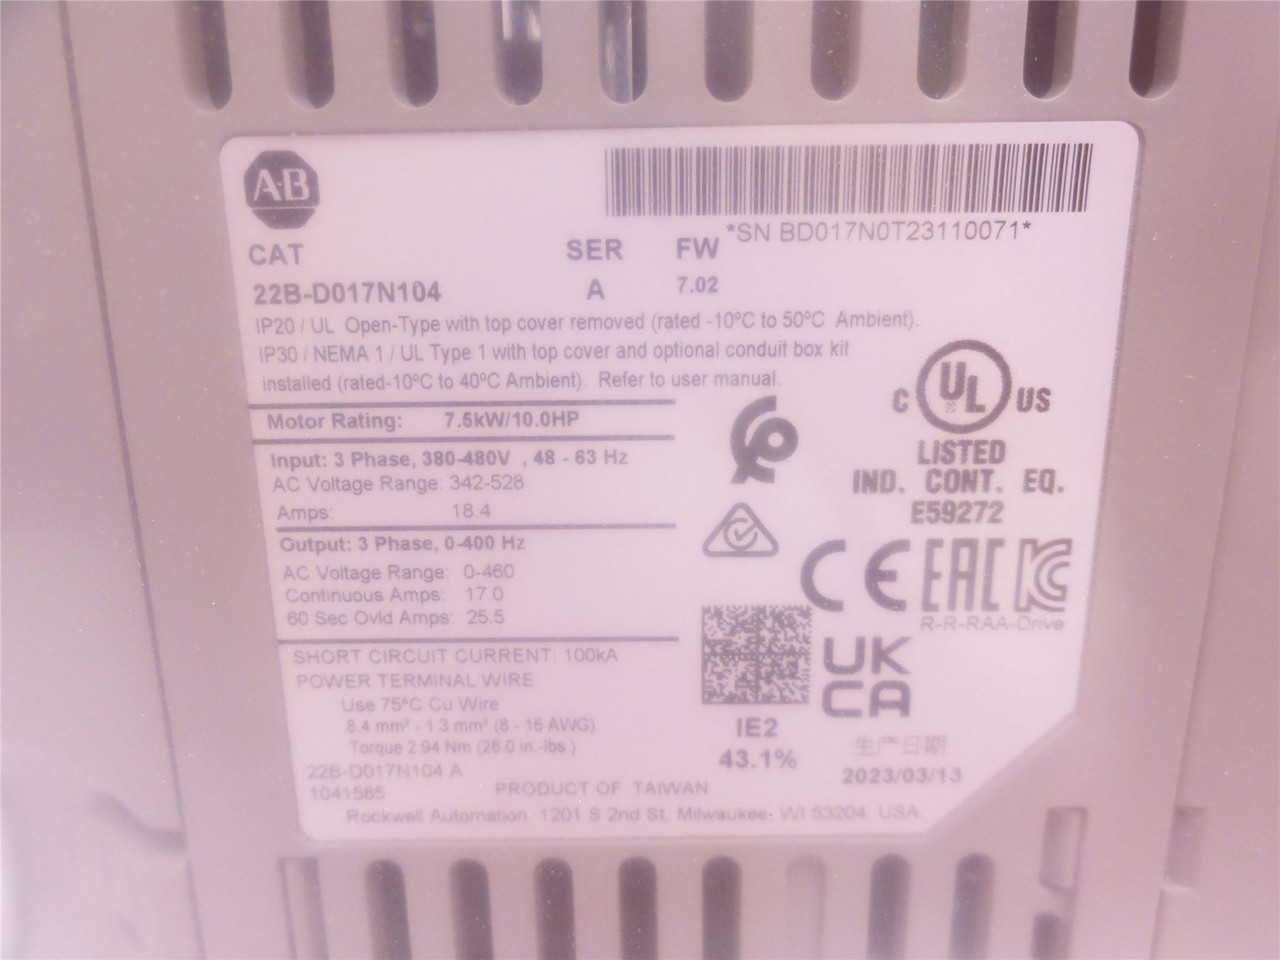 A·B
*SN BD017N0T23110071*
CAT SER FW
22B-D017N104 A 7.02
IP20 / UL Open-Type with top cover removed (rated -10°C to 50°C Ambient).
IP30 / NEMA 1 / UL Type 1 with top cover and optional conduit box kit
installed (rated-10°C to 40°C Ambient). Refer to user manual.
Motor Rating: 7.5kW/10.0HP
Input: 3 Phase, 380-480V , 48 - 63 Hz
AC Voltage Range: 342-528
Amps: 18.4
Output: 3 Phase, 0-400 Hz
AC Voltage Range: 0-460
Continuous Amps: 17.0
60 Sec Ovld Amps: 25.5
SHORT CIRCUIT CURRENT: 100kA
POWER TERMINAL WIRE:
Use 75°C Cu Wire
8.4 mm² - 1.3 mm² (8 - 16 AWG)
Torque 2.94 Nm (26.0 in.-lbs.)
22B-D017N104 A
1041585
PRODUCT OF TAIWAN
Rockwell Automation. 1201 S 2nd St. Milwaukee. WI 53204. USA
C UL US
LISTED
IND. CONT. EQ.
E59272
CE EAC KC
R-R-RAA-Drive
UK
CA
IE2
43.1%
生产日期
2023/03/13